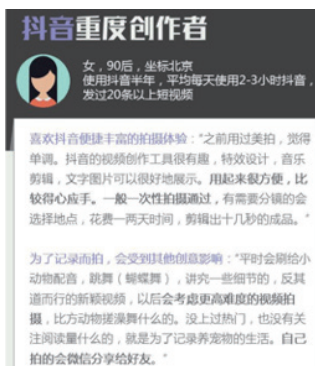 抖音重度创作者
女，90后，坐标北京
使用抖音半年，平均每天使用2-3小时抖音，
发过20条以上短视频
喜欢抖音便捷丰富的拍摄体验：“之前用过美拍，觉得
单调。抖音的视频创作工具很有趣，特效设计，音乐
剪辑，文字图片可以很好地展示。用起来很方便，比
较得心应手。一般一次性拍摄通过，有需要分镜的会
选择地点，花费一两天时间，剪辑出十几秒的成品。”
为了记录而拍，会受到其他创意影响：“平时会刷给小
动物配音，跳舞（蝴蝶舞），讲究一些细节的，反其
道而行的新颖视频，以后会考虑更高难度的视频拍
摄，比方动物搓澡舞什么的。没上过热门，也没有关
注阅读量什么的，就是为了记录养宠物的生活。自己
拍的会微信分享给好友。”